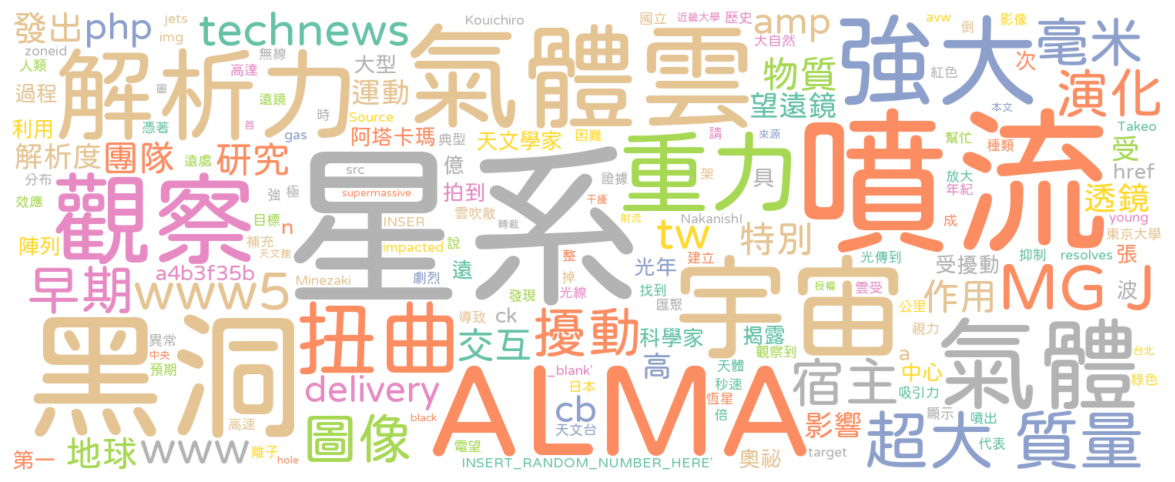 發出 php jets img Kouichiro 國立 近畿大學 歷史 avw 倒 影像
technews amp 大自然
zoneid 人類 解析力 高達 無線 大型 氣體雲 強大 毫米
物質 紅色 次
過程 圖 遠鏡 時 運動 望遠鏡 本文 演化
利用 憑著 首 gas Source 阿塔卡瑪 典型 天文學家 困難 請 來源 噴流 幫忙 Takeo 種類
解析度 團隊 遠處 研究 星系 重力 受
分布 觀察 強 極 src supermassive 拍到 證據 架 具 放大 年紀 href
效應 目標 n INSER 雲吹散 轉載 干擾 射流 NakanishI 成 透鏡 young
陣列 補充 天文館 impacted 說 tw 特別 東京大學
早期 a4b3f35b Minezaki 劇烈 遠 整 建立 掉 光年 光傳到 受擾動 抑制 resolves 張
www5 發現 光線 找到 匯聚 宇宙 授權 雲受 公里 作用 MG J 波
黑洞 異常 中央 預期 扭曲 導致 ck 交互 擾動 科學家 揭露 觀察到 視力 氣體 台北
delivery _blank' 日本 高 天體 秒速 a 中心 宿主 吸引力 綠色
高速 圖像 black ALMA cb 天文台 恆星 倍 影響 顯示 噴出 超大 質量
第一 地球 www 離子 hole 電望 INSERT_RANDOM_NUMBER_HERE' 奧祕 target 代表